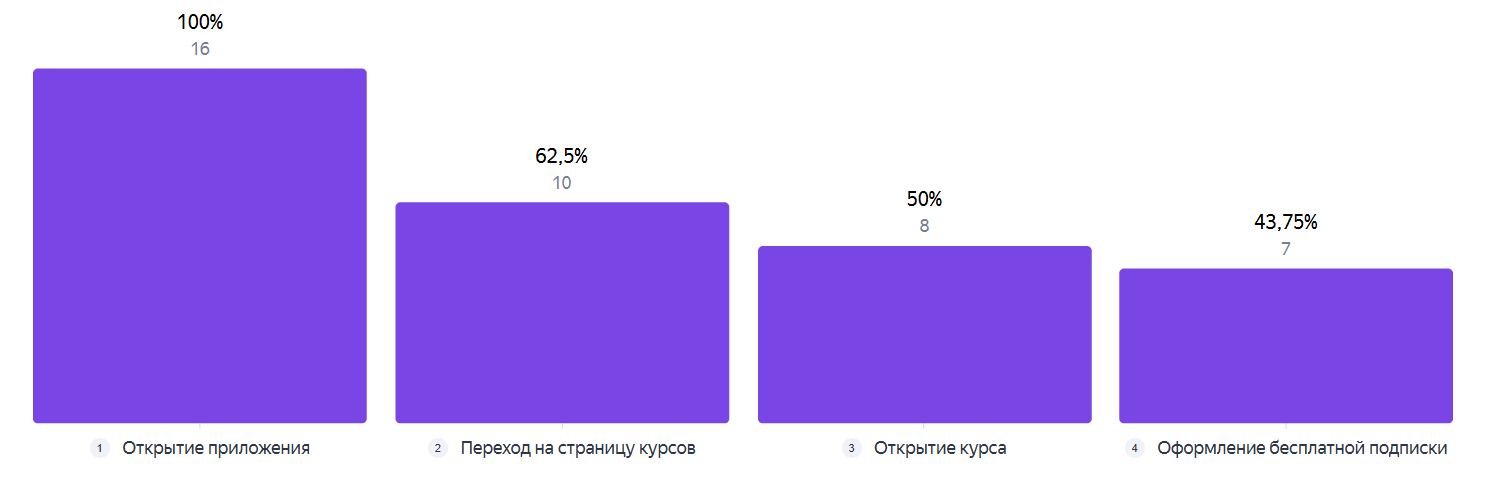 100%
16
62,5%
10
50%
8
43,75%
7
1 Открытие приложения
2 Переход на страницу курсов
3 Открытие курса
4 Оформление бесплатной подписки